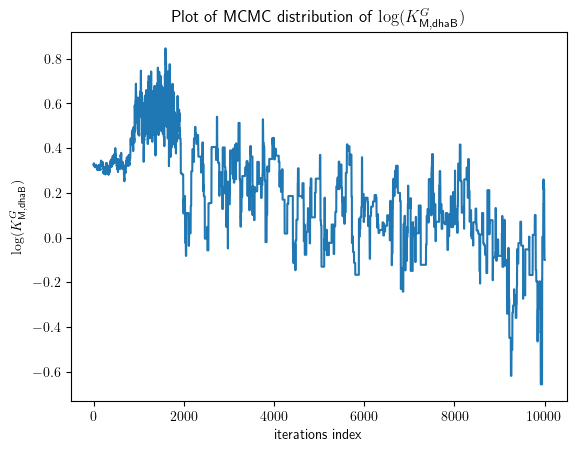 Plot of MCMC distribution of log(K^G_M,dhaB)
log(K^G_M,dhaB)
0.8
0.6
0.4
0.2
0.0
−0.2
−0.4
−0.6
0 2000 4000 6000 8000 10000
iterations index